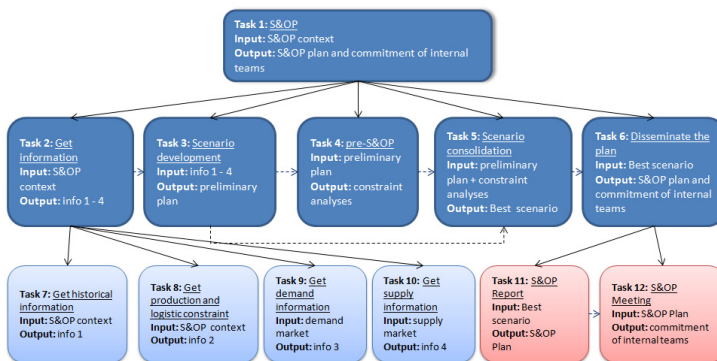 Task 1: S&OP
Input: S&OP context
Output: S&OP plan and commitment of internal
teams
Task 2: Get
information
Input: S&OP
context
Output: info 1 - 4
Task 3: Scenario
development
Input: info 1 - 4
Output: preliminary
plan
Task 4: pre-S&OP
Input: preliminary
plan
Output: constraint
analyses
Task 5: Scenario
consolidation
Input: preliminary
plan + constraint
analyses
Output: Best scenario
Task 6: Disseminate the
plan
Input: Best scenario
Output: S&OP plan and
commitment of internal
teams
Task 7: Get historical
information
Input: S&OP context
Output: info 1
Task 8: Get
production and
logistic constraint
Input: S&OP context
Output: info 2
Task 9: Get
demand
information
Input: demand
market
Output: info 3
Task 10: Get
supply
information
Input: supply
market
Output: info 4
Task 11: S&OP
Report
Input: Best
scenario
Output: S&OP
Plan
Task 12: S&OP
Meeting
Input: S&OP Plan
Output: commitment
of internal teams